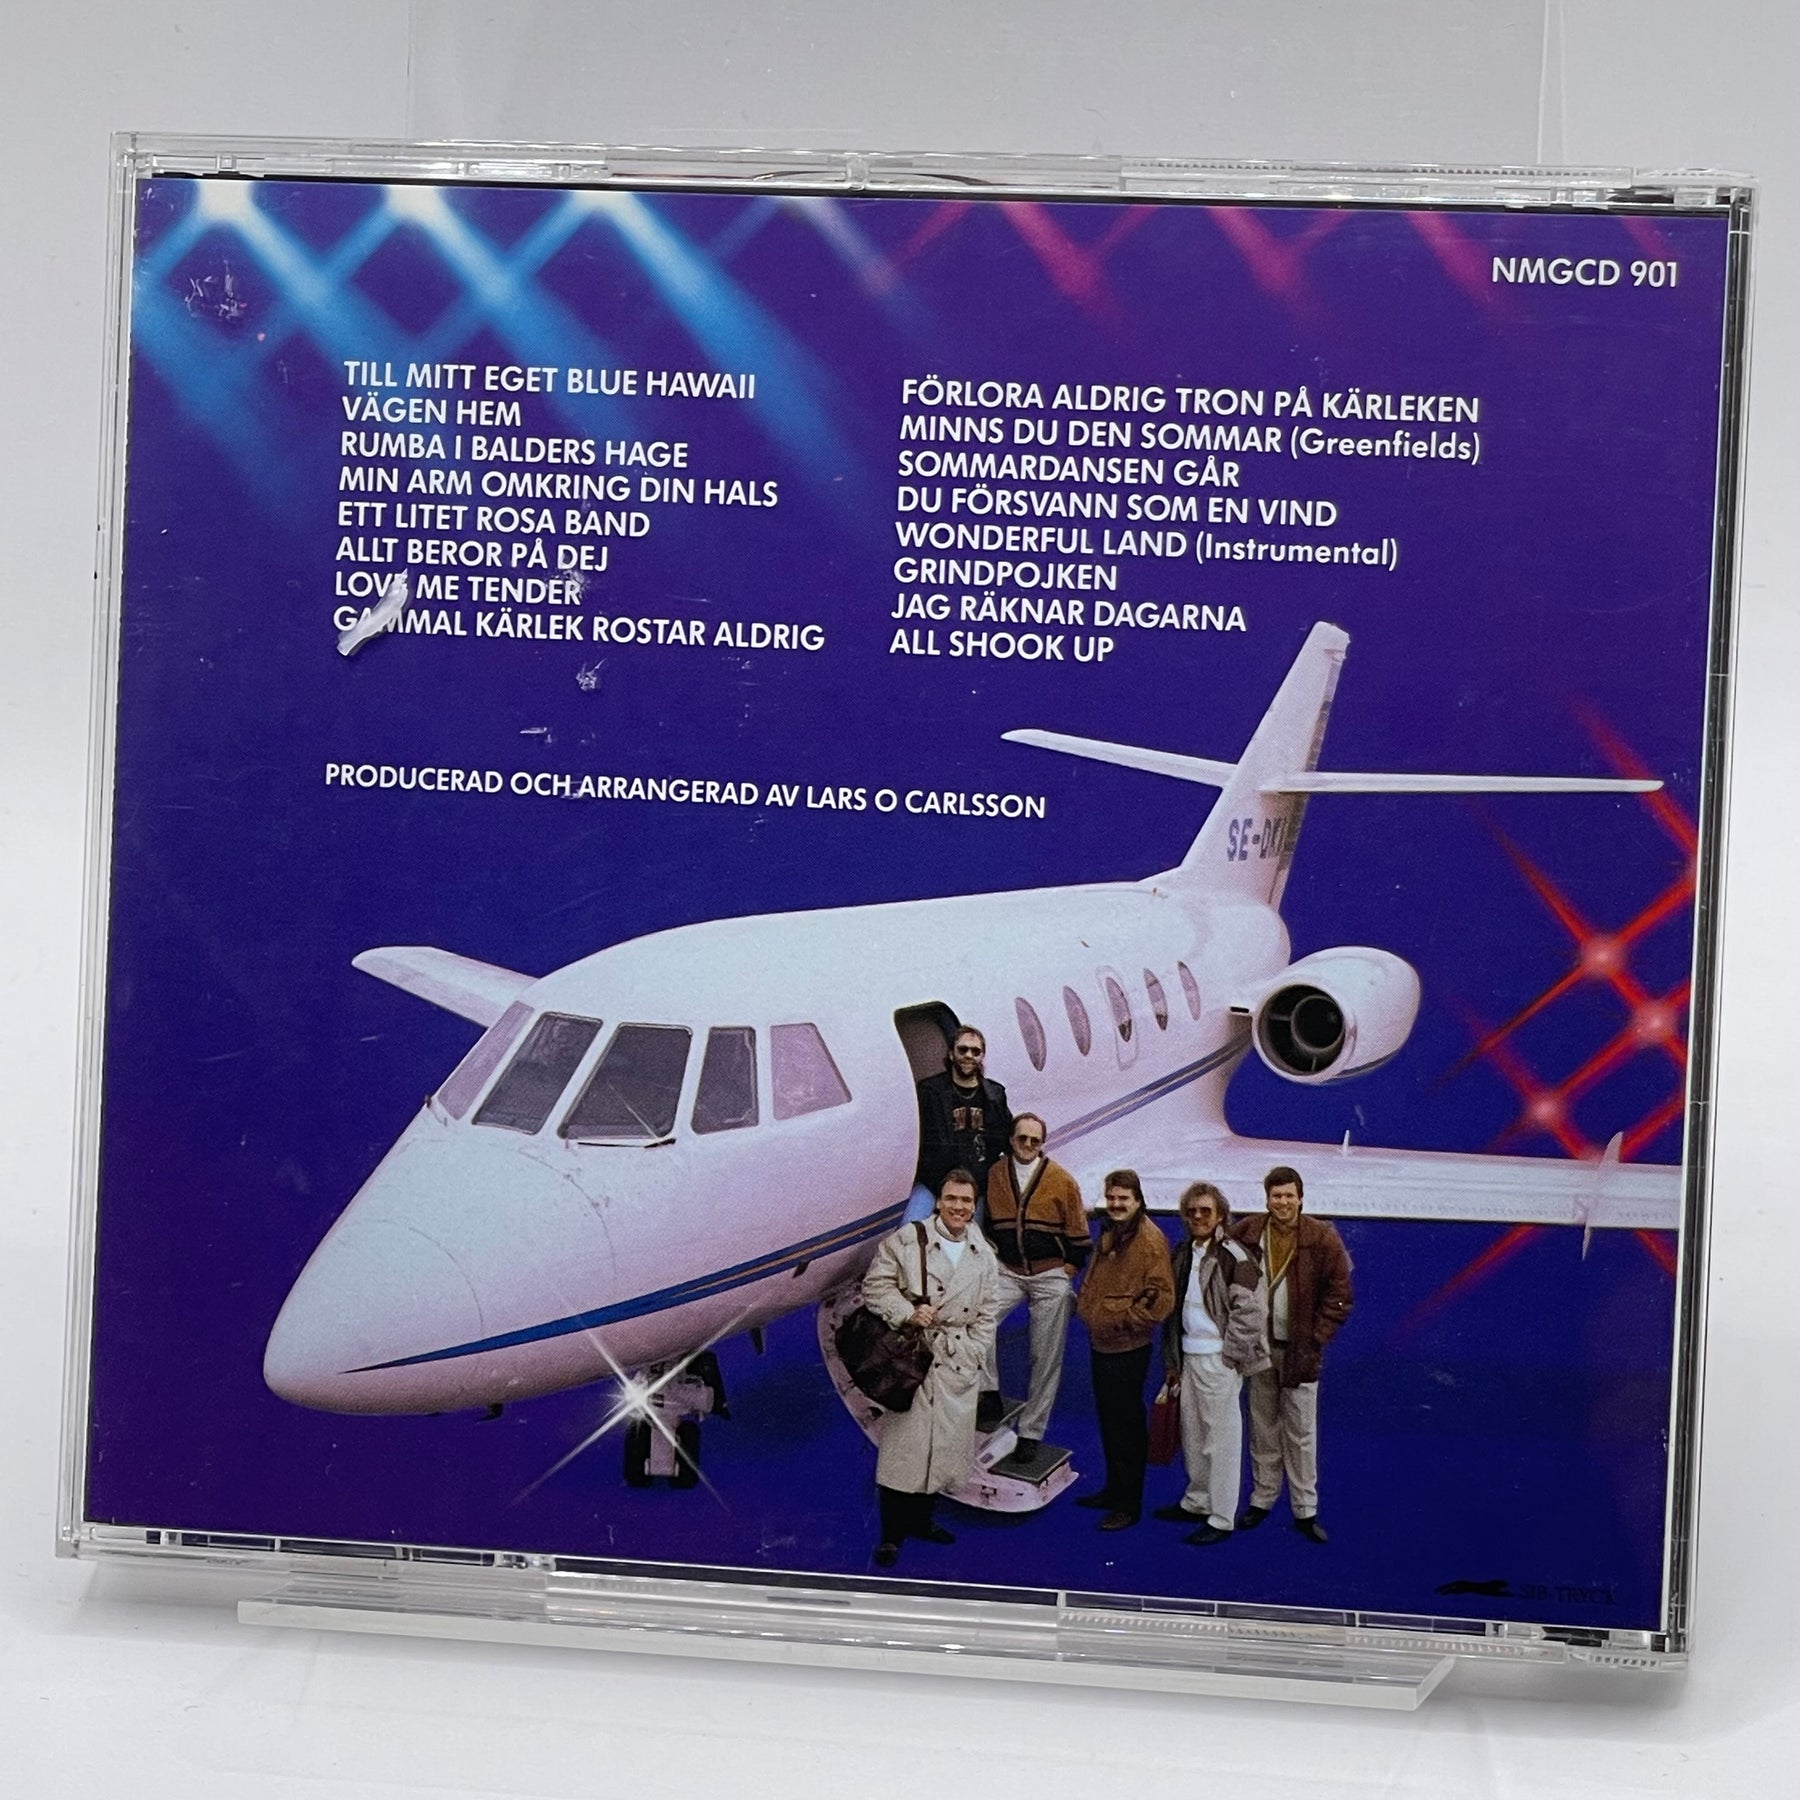 NMGCD 901
TILL MITT EGET BLUE HAWAII
VÄGEN HEM
RUMBA I BALDERS HAGE
MIN ARM OMKRING DIN HALS
ETT LITET ROSA BAND
ALLT BEROR PÅ DEJ
LOVE ME TENDER
GAMMAL KÄRLEK ROSTAR ALDRIG
FÖRLORA ALDRIG TRON PÅ KÄRLEKEN
MINNS DU DEN SOMMAR (Greenfields)
SOMMARDANSEN GÅR
DU FÖRSVANN SOM EN VIND
WONDERFUL LAND (Instrumental)
GRINDPOJKEN
JAG RÄKNAR DAGARNA
ALL SHOOK UP
PRODUCERAD OCH ARRANGERAD AV LARS O CARLSSON
SIB-TRYCK